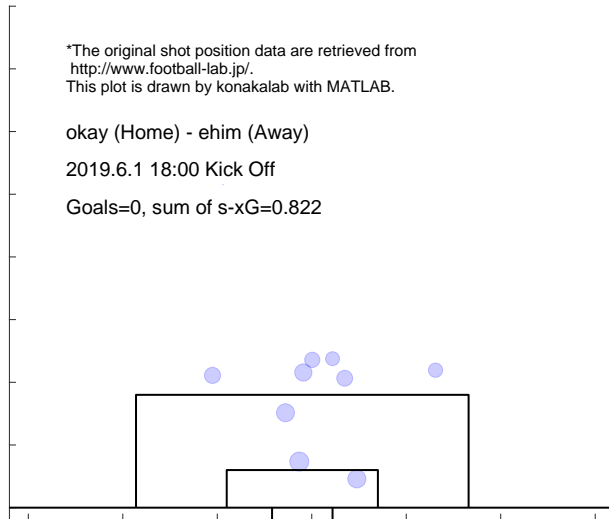 *The original shot position data are retrieved from
http://www.football-lab.jp/.
This plot is drawn by konakalab with MATLAB.
okay (Home) - ehim (Away)
2019.6.1 18:00 Kick Off
Goals=0, sum of s-xG=0.822